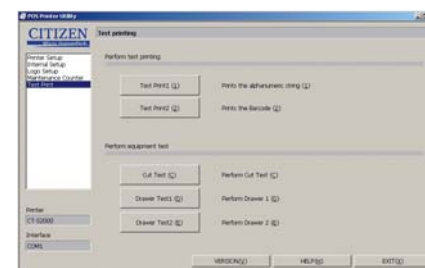 POS Printer Utility
CITIZEN
Test printing
Printer Setup
Internal Setup
Logo Setup
Maintenance Counter
Test Print
Perform test printing
Test Print1 (1)
Prints the alphanumeric string (1)
Test Print2 (2)
Prints the Barcode (2)
Perform equipment test
Cut Test (C)
Perform Cut Test (C)
Drawer Test1 (D)
Perform Drawer 1 (D)
Drawer Test2 (E)
Perform Drawer 2 (E)
Printer
CT-S2000
Interface
COM1
VERSION(V)
HELP(H)
EXIT(X)